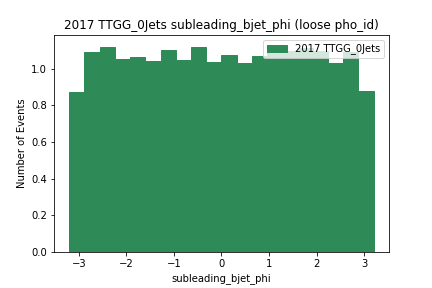 2017 TTGG_0Jets subleading_bjet_phi (loose pho_id)
2017 TTGG_0Jets
Number of Events
1.0
0.8
0.6
0.4
0.2
0.0
−3 −2 −1 0 1 2 3
subleading_bjet_phi